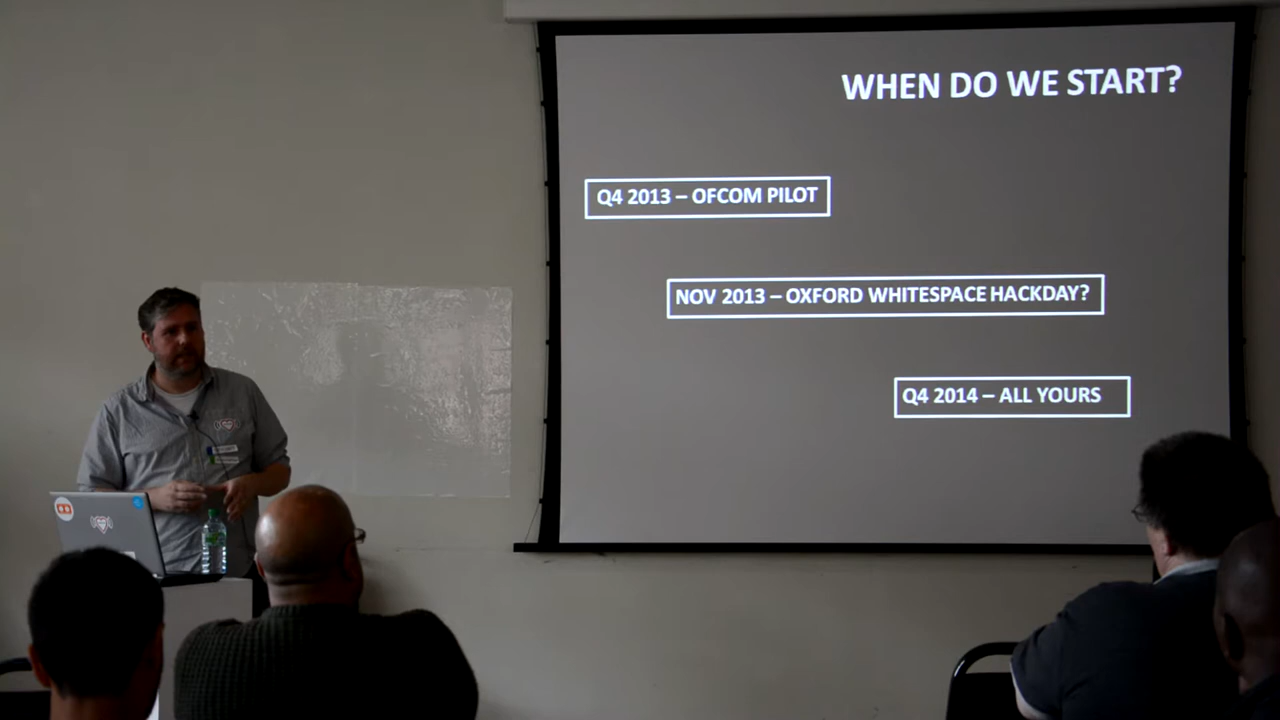 WHEN DO WE START?
Q4 2013 – OFCOM PILOT
NOV 2013 – OXFORD WHITESPACE HACKDAY?
Q4 2014 – ALL YOURS